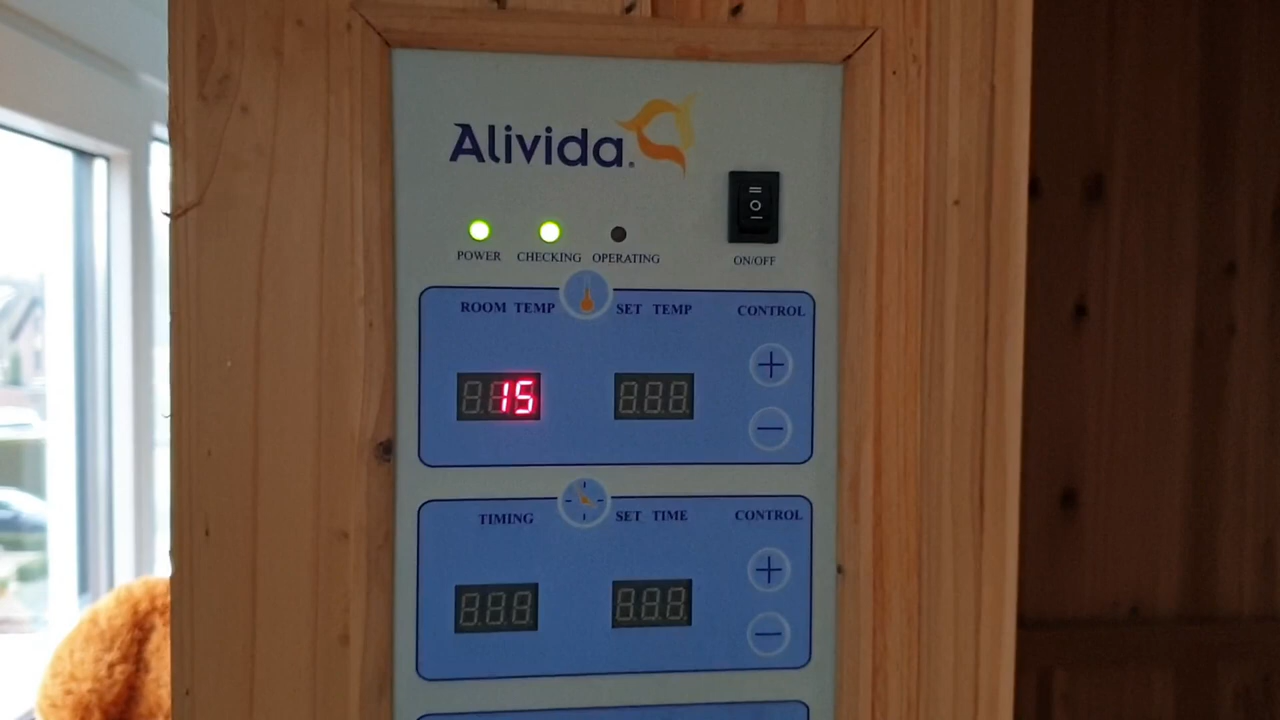 Alivida®
POWER CHECKING OPERATING
ON/OFF
ROOM TEMP SET TEMP CONTROL
15
TIMING SET TIME CONTROL